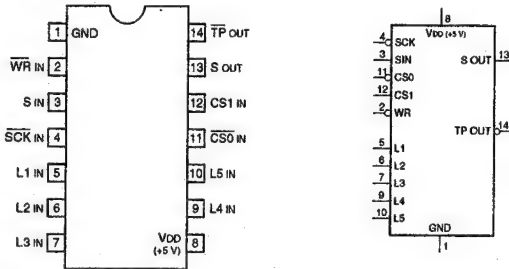 1 GND 14 TP OUT
WR IN 2 13 S OUT
S IN 3 12 CS1 IN
SCK IN 4 11 CS0 IN
L1 IN 5 10 L5 IN
L2 IN 6 9 L4 IN
L3 IN 7 VDD (+5 V) 8
8
VDD (+5 V)
4 SCK
3 SIN S OUT 13
11 CS0
12 CS1
2 WR
TP OUT 14
5 L1
6 L2
7 L3
9 L4
10 L5
GND
1